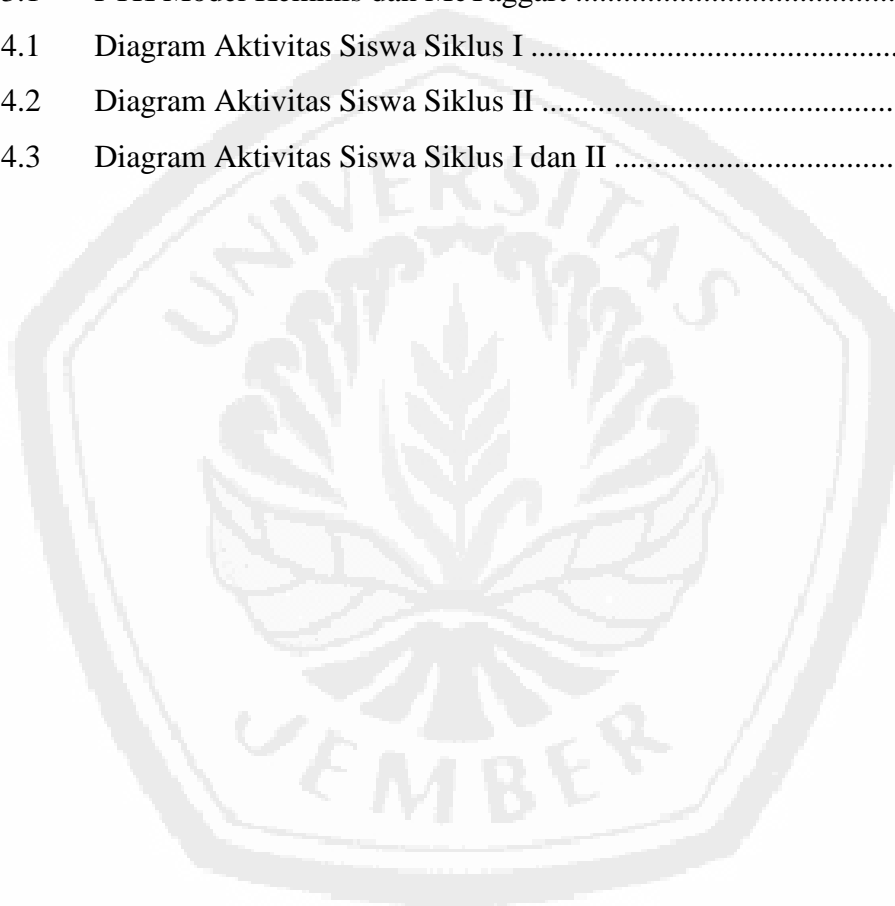 4.1 Diagram Aktivitas Siswa Siklus I ................................................
4.2 Diagram Aktivitas Siswa Siklus II ...............................................
4.3 Diagram Aktivitas Siswa Siklus I dan II ......................................
UNIVERSITAS
JEMBER